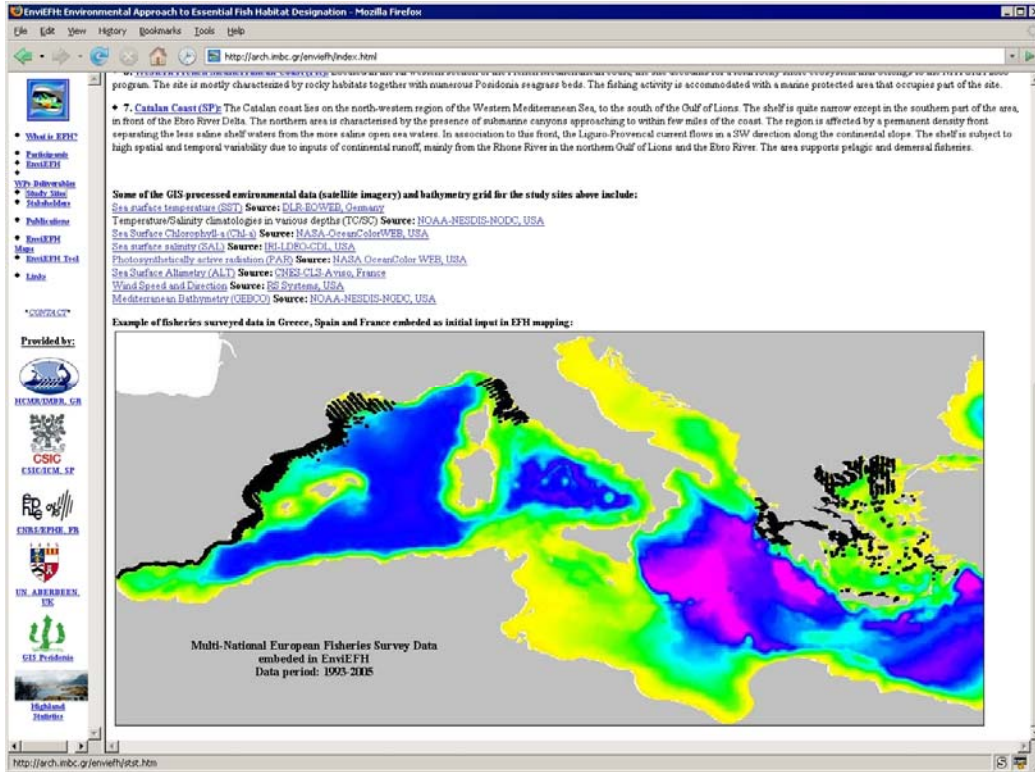 EnviEFH: Environmental Approach to Essential Fish Habitat Designation - Mozilla Firefox
File Edit View History Bookmarks Tools Help
http://arch.imbc.gr/enviefh/index.html
What is EFH?
Participants
EnviEFH
WPs-Deliverables
Study Sites
Stakeholders
Publications
EnviEFH
Maps
EnviEFH Tool
Links
*CONTACT*
Provided by:
HCMR/IMBR, GR
CSIC
CSIC/ICM, SP
CNRS/EPHE, FR
UN. ABERDEEN,
UK
GIS Posidonia
Highland
Statistics
program. The site is mostly characterized by rocky habitats together with numerous Posidonia seagrass beds. The fishing activity is accommodated with a marine protected area that occupies part of the site.
7. Catalan Coast (SP): The Catalan coast lies on the north-western region of the Western Mediterranean Sea, to the south of the Gulf of Lions. The shelf is quite narrow except in the southern part of the area,
in front of the Ebro River Delta. The northern area is characterised by the presence of submarine canyons approaching to within few miles of the coast. The region is affected by a permanent density front
separating the less saline shelf waters from the more saline open sea waters. In association to this front, the Liguro-Provencal current flows in a SW direction along the continental slope. The shelf is subject to
high spatial and temporal variability due to inputs of continental runoff, mainly from the Rhone River in the northern Gulf of Lions and the Ebro River. The area supports pelagic and demersal fisheries.
Some of the GIS-processed environmental data (satellite imagery) and bathymetry grid for the study sites above include:
Sea surface temperature (SST) Source: DLR-EOWEB, Germany
Temperature/Salinity climatologies in various depths (TC/SC) Source: NOAA-NESDIS-NODC, USA
Sea Surface Chlorophyll-a (Chl-a) Source: NASA-OceanColorWEB, USA
Sea surface salinity (SAL) Source: IRI-LDEO-CDL, USA
Photosynthetically active radiation (PAR) Source: NASA OceanColor WEB, USA
Sea Surface Altimetry (ALT) Source: CNES-CLS-Aviso, France
Wind Speed and Direction Source: RS Systems, USA
Mediterranean Bathymetry (GEBCO) Source: NOAA-NESDIS-NGDC, USA
Example of fisheries surveyed data in Greece, Spain and France embeded as initial input in EFH mapping:
Multi-National European Fisheries Survey Data
embeded in EnviEFH
Data period: 1993-2005
http://arch.imbc.gr/enviefh/stst.htm